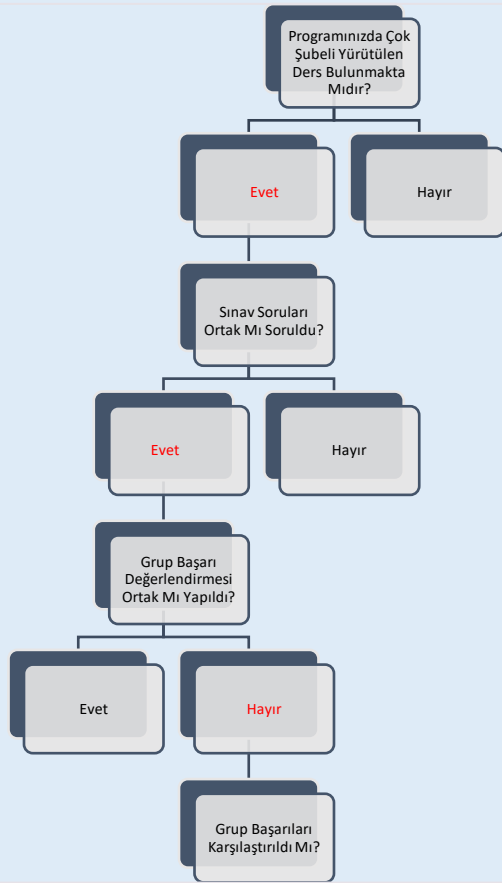 Programınızda Çok
Şubeli Yürütülen
Ders Bulunmakta
Mıdır?
Evet
Hayır
Sınav Soruları
Ortak Mı Soruldu?
Evet
Hayır
Grup Başarı
Değerlendirmesi
Ortak Mı Yapıldı?
Evet
Hayır
Grup Başarıları
Karşılaştırıldı Mı?